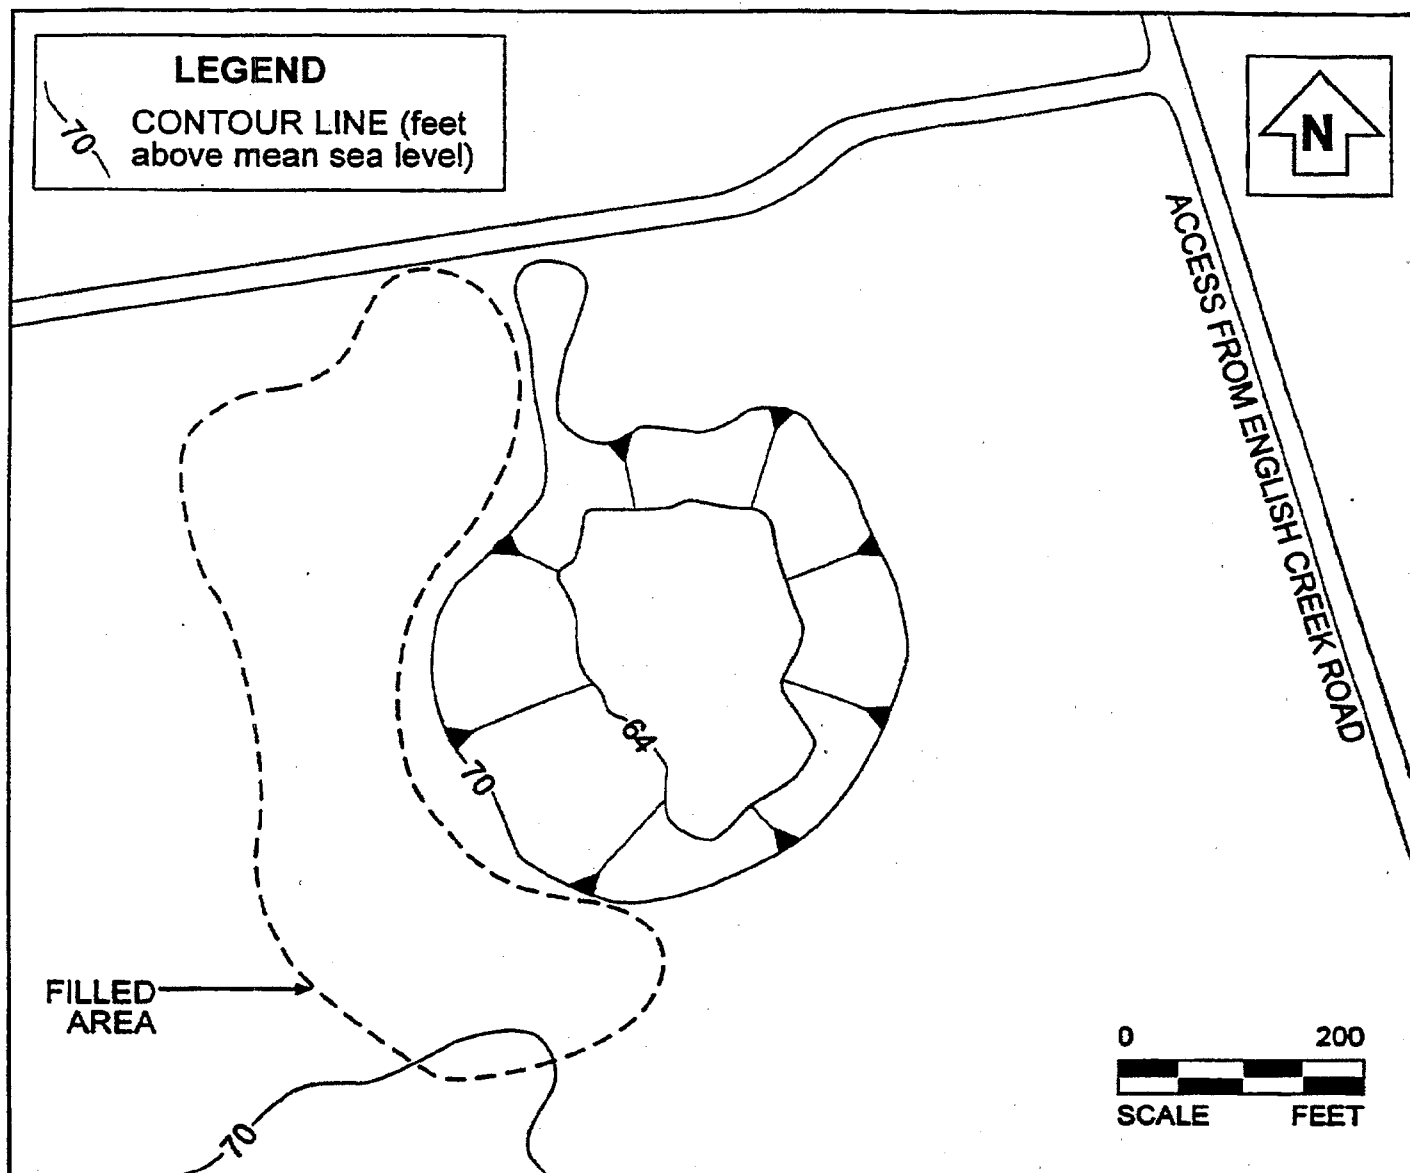 LEGEND
70
CONTOUR LINE (feet
above mean sea level)
N
ACCESS FROM ENGLISH CREEK ROAD
64
70
FILLED
AREA
70
0 200
SCALE FEET